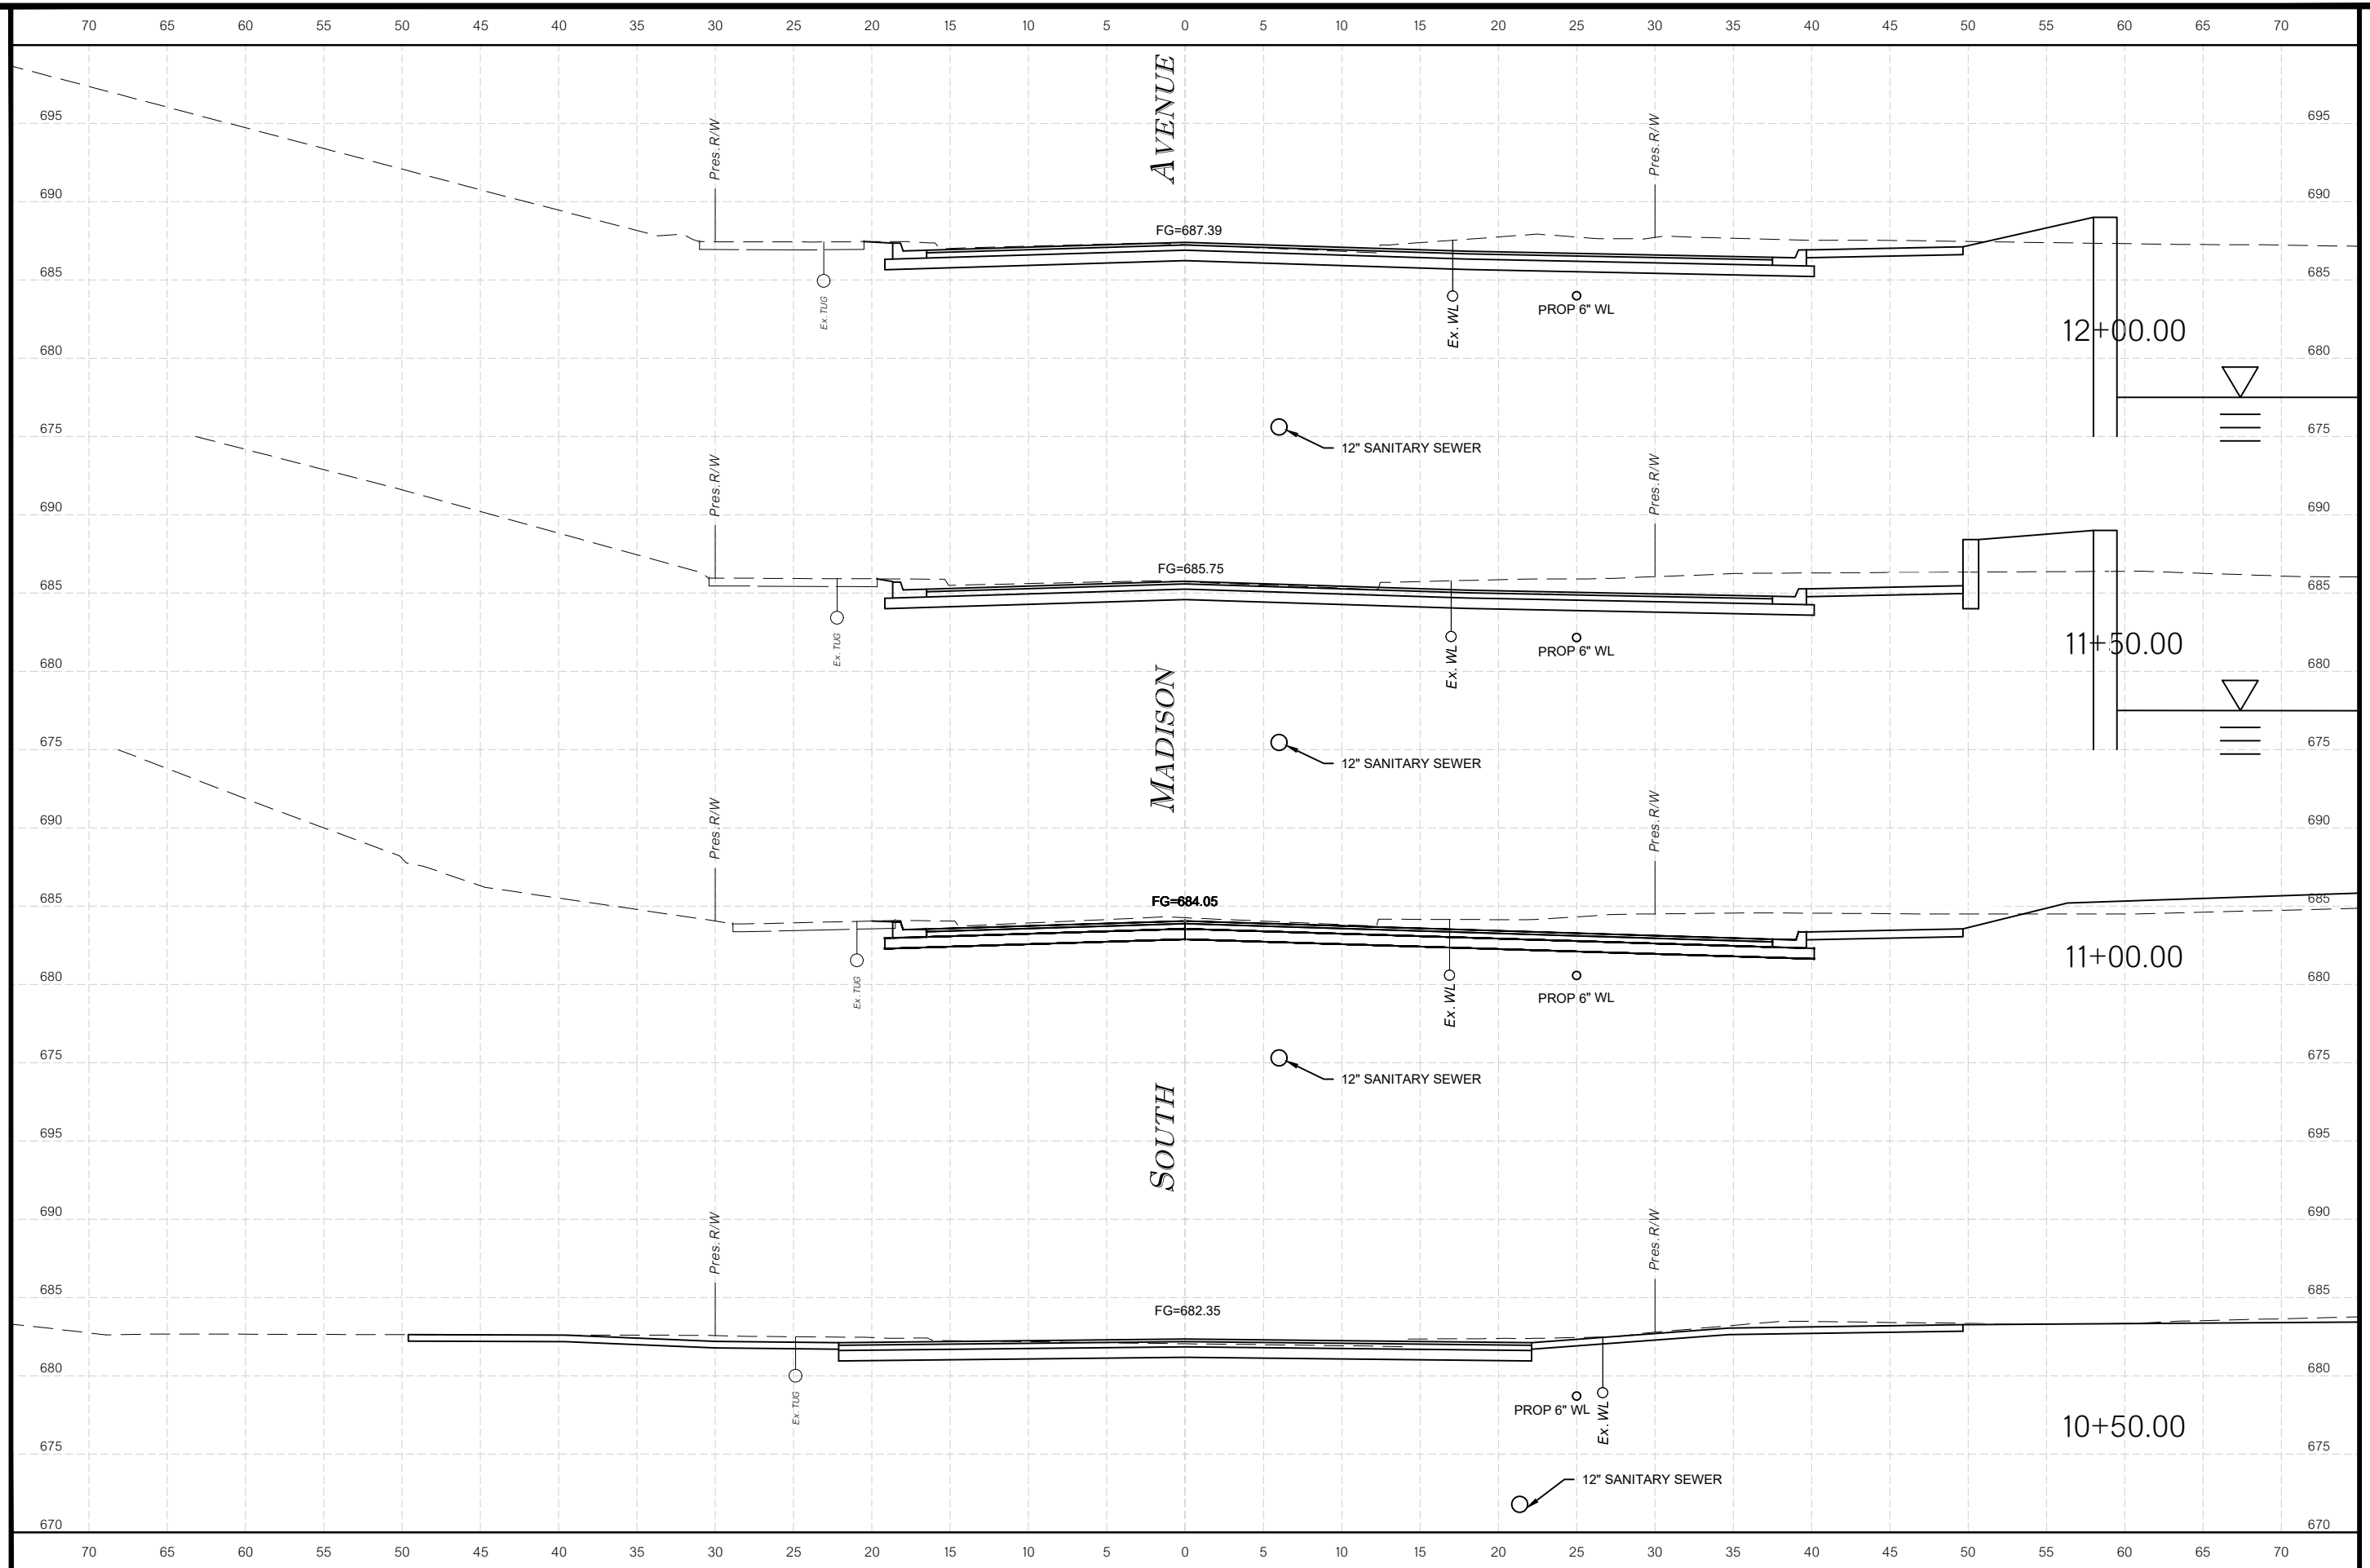 70 65 60 55 50 45 40 35 30 25 20 15 10 5 0 5 10 15 20 25 30 35 40 45 50 55 60 65 70
AVENUE
695 695
Pres.R/W Pres.R/W
690 690
FG=687.39
685 685
Ex.TUG Ex.WL PROP 6" WL
12+00.00
680 680
675 675
12" SANITARY SEWER
Pres.R/W Pres.R/W
690 690
FG=685.75
685 685
Ex.TUG Ex.WL PROP 6" WL
11+50.00
680 680
MADISON
675 675
12" SANITARY SEWER
Pres.R/W Pres.R/W
690 690
FG=684.05
685 685
11+00.00
680 680
Ex.TUG Ex.WL PROP 6" WL
675 675
12" SANITARY SEWER
SOUTH
695 695
690 690
Pres.R/W Pres.R/W
685 685
FG=682.35
680 680
Ex.TUG PROP 6" WL Ex.WL
10+50.00
675 675
12" SANITARY SEWER
670 670
70 65 60 55 50 45 40 35 30 25 20 15 10 5 0 5 10 15 20 25 30 35 40 45 50 55 60 65 70